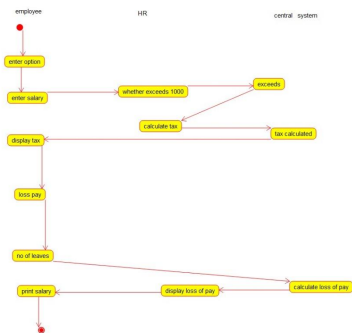 employee
HR
central system
enter option
enter salary
whether exceeds 1000
exceeds
calculate tax
tax calculated
display tax
loss pay
no of leaves
calculate loss of pay
display loss of pay
print salary